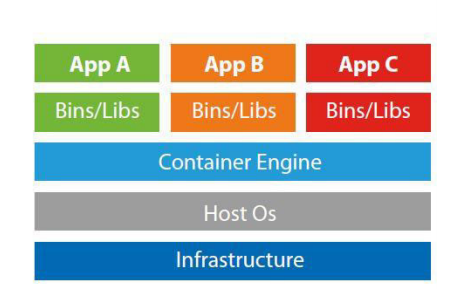 App A App B App C
Bins/Libs Bins/Libs Bins/Libs
Container Engine
Host Os
Infrastructure